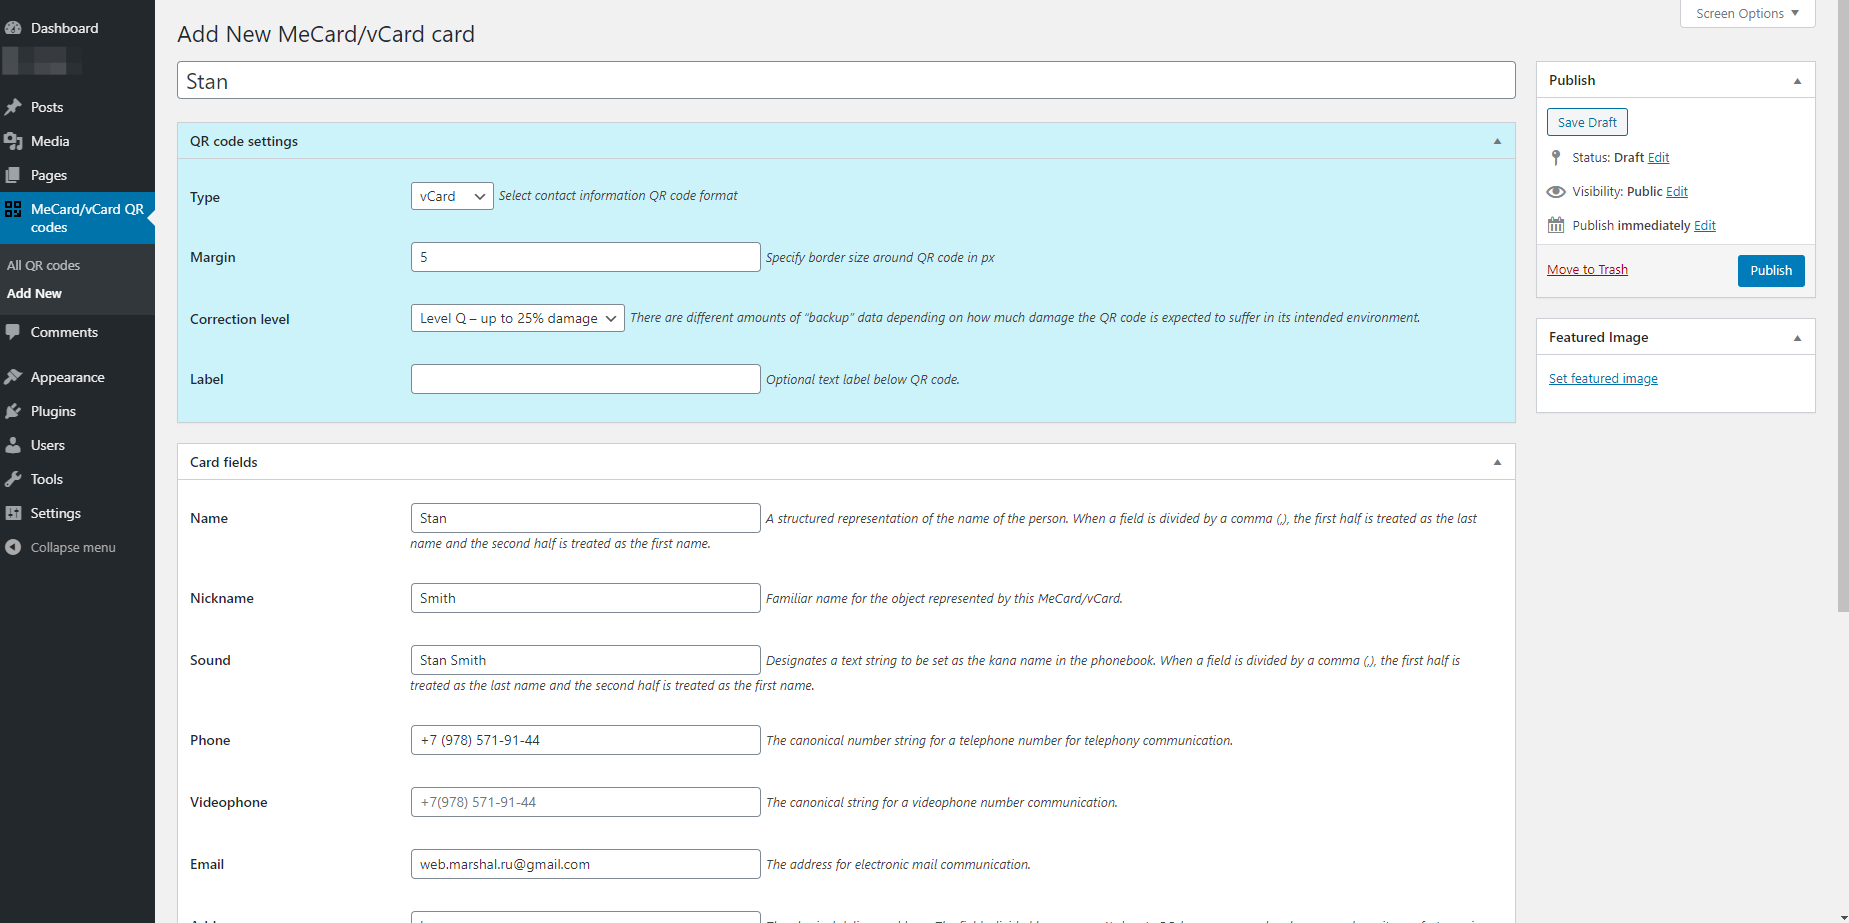 Dashboard
Posts
Media
Pages
MeCard/vCard QR
codes
All QR codes
Add New
Comments
Appearance
Plugins
Users
Tools
Settings
Collapse menu
Screen Options
Add New MeCard/vCard card
Stan
QR code settings
Type
vCard
Select contact information QR code format
Margin
5
Specify border size around QR code in px
Correction level
Level Q – up to 25% damage
There are different amounts of “backup” data depending on how much damage the QR code is expected to suffer in its intended environment.
Label
Optional text label below QR code.
Card fields
Name
Stan
A structured representation of the name of the person. When a field is divided by a comma (,), the first half is treated as the last
name and the second half is treated as the first name.
Nickname
Smith
Familiar name for the object represented by this MeCard/vCard.
Sound
Stan Smith
Designates a text string to be set as the kana name in the phonebook. When a field is divided by a comma (,), the first half is
treated as the last name and the second half is treated as the first name.
Phone
+7 (978) 571-91-44
The canonical number string for a telephone number for telephony communication.
Videophone
+7(978) 571-91-44
The canonical string for a videophone number communication.
Email
web.marshal.ru@gmail.com
The address for electronic mail communication.
Publish
Save Draft
Status: Draft Edit
Visibility: Public Edit
Publish immediately Edit
Move to Trash
Publish
Featured Image
Set featured image